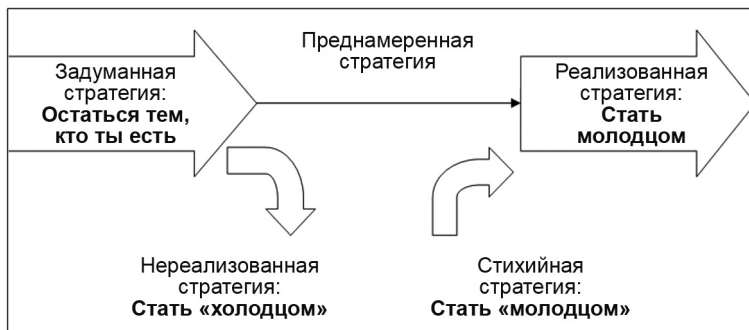 Задуманная
стратегия:
Остаться тем,
кто ты есть
Преднамеренная
стратегия
Реализованная
стратегия:
Стать
молодцом
Нереализованная
стратегия:
Стать «холодцом»
Стихийная
стратегия:
Стать «молодцом»